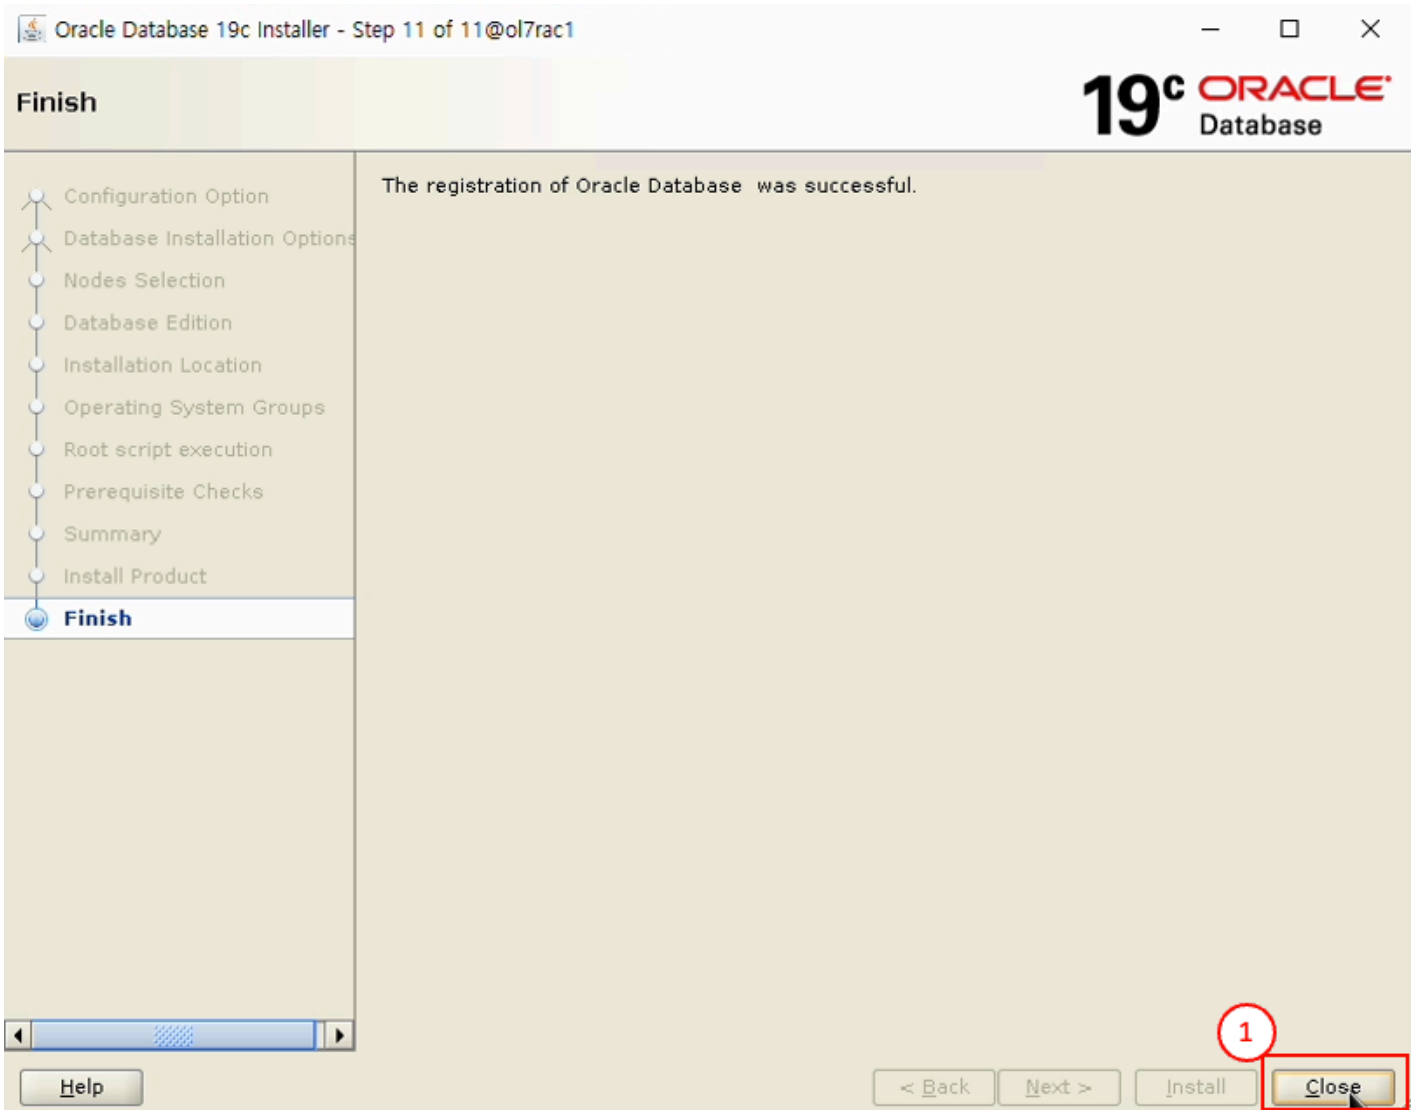 Oracle Database 19c Installer - Step 11 of 11@ol7rac1
Finish
19c ORACLE
Database
Configuration Option
Database Installation Options
Nodes Selection
Database Edition
Installation Location
Operating System Groups
Root script execution
Prerequisite Checks
Summary
Install Product
Finish
The registration of Oracle Database  was successful.
1
Help
< Back
Next >
Install
Close